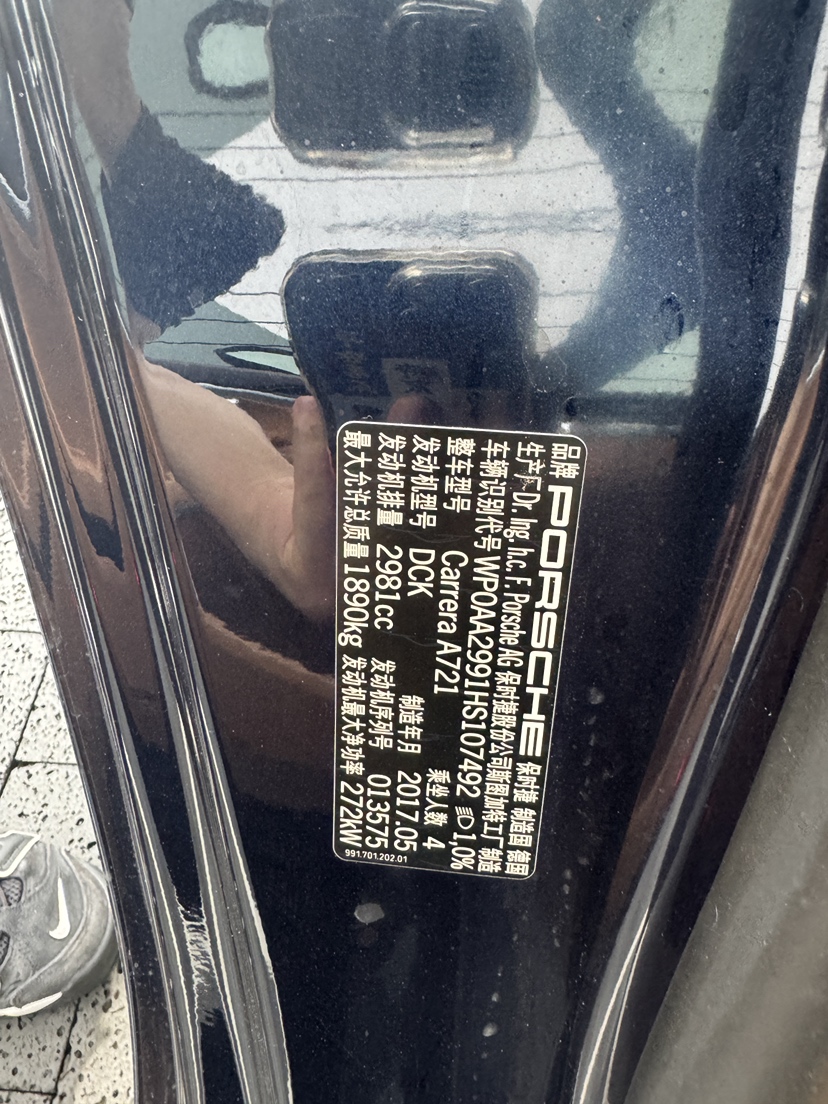 品牌 PORSCHE 保时捷 制造国 德国
生产厂 Dr. Ing. h.c. F. Porsche AG 保时捷股份公司斯图加特工厂制造
车辆识别代号 WP0AA2991HS107492 1,0%
整车型号 Carrera A721 乘坐人数 4
发动机型号 DCK 制造年月 2017.05
发动机排量 2981cc 发动机序列号 013575
最大允许总质量 1890kg 发动机最大净功率 272kW
991.701.202.01